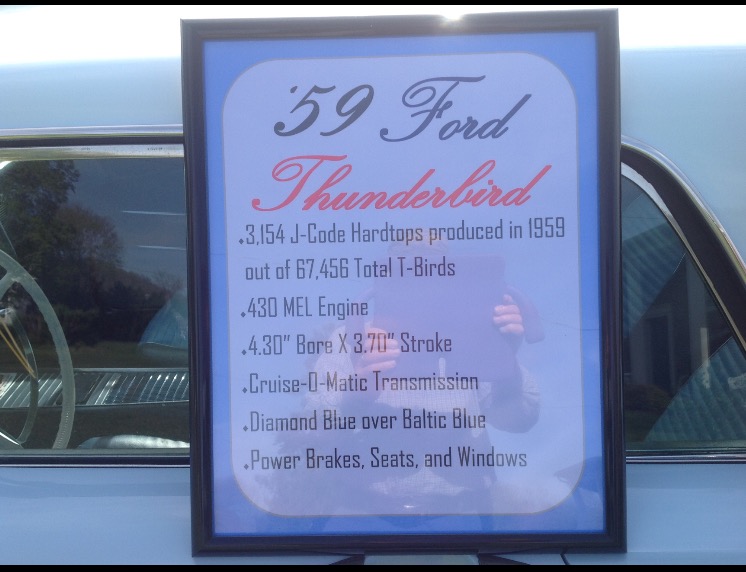 '59 Ford
Thunderbird
.3,154 J-Code Hardtops produced in 1959
out of 67,456 Total T-Birds
.430 MEL Engine
.4.30" Bore X 3.70" Stroke
.Cruise-O-Matic Transmission
.Diamond Blue over Baltic Blue
.Power Brakes, Seats, and Windows